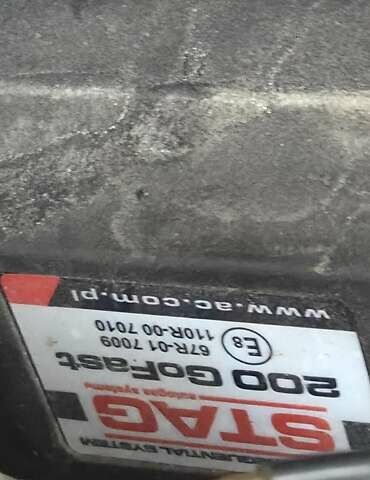 SEQUENTIAL SYSTEM
STAG
autogas systems
200 GoFast
E8
67R-01 7009
110R-00 7010
www.ac.com.pl